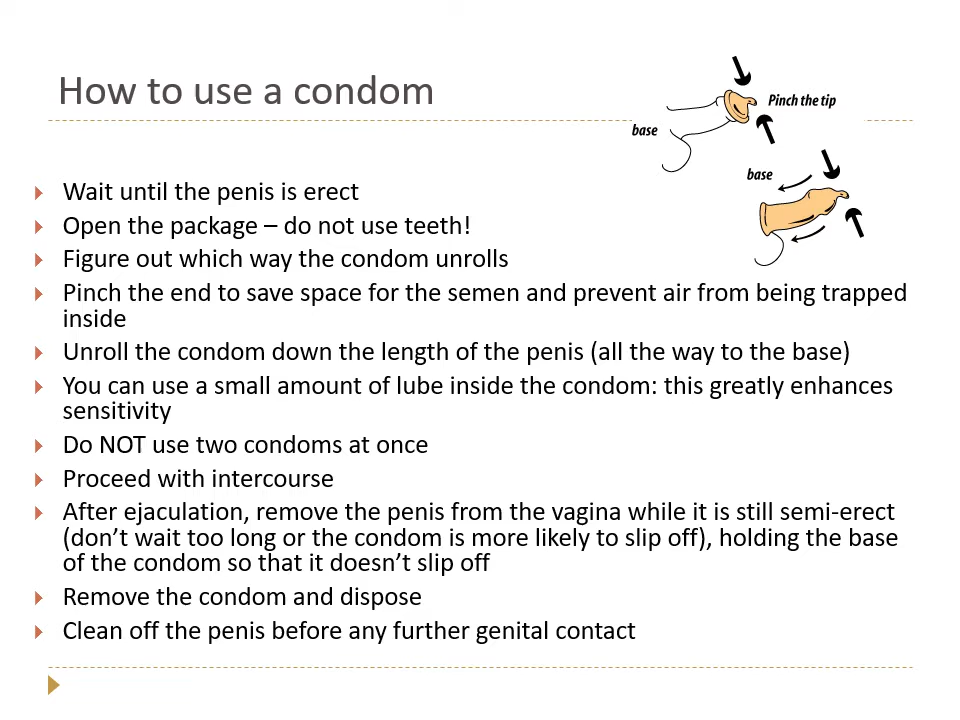 How to use a condom
Pinch the tip
base
base
Wait until the penis is erect
Open the package – do not use teeth!
Figure out which way the condom unrolls
Pinch the end to save space for the semen and prevent air from being trapped
inside
Unroll the condom down the length of the penis (all the way to the base)
You can use a small amount of lube inside the condom: this greatly enhances
sensitivity
Do NOT use two condoms at once
Proceed with intercourse
After ejaculation, remove the penis from the vagina while it is still semi-erect
(don’t wait too long or the condom is more likely to slip off), holding the base
of the condom so that it doesn’t slip off
Remove the condom and dispose
Clean off the penis before any further genital contact